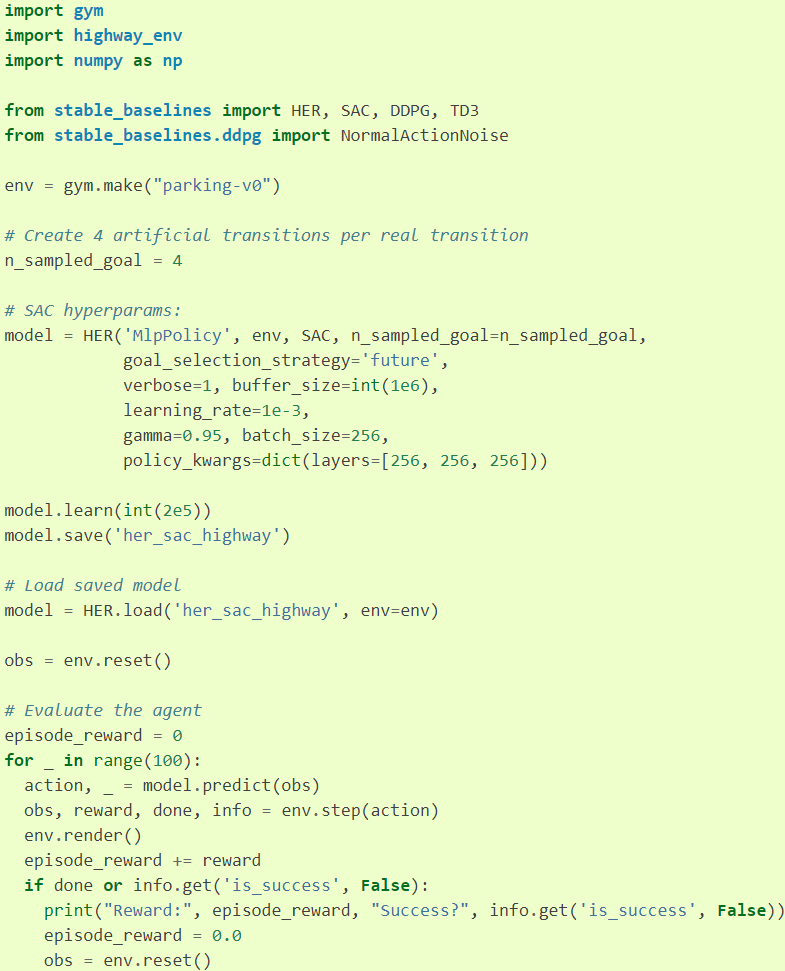 import gym
import highway_env
import numpy as np

from stable_baselines import HER, SAC, DDPG, TD3
from stable_baselines.ddpg import NormalActionNoise

env = gym.make("parking-v0")

# Create 4 artificial transitions per real transition
n_sampled_goal = 4

# SAC hyperparams:
model = HER('MlpPolicy', env, SAC, n_sampled_goal=n_sampled_goal,
            goal_selection_strategy='future',
            verbose=1, buffer_size=int(1e6),
            learning_rate=1e-3,
            gamma=0.95, batch_size=256,
            policy_kwargs=dict(layers=[256, 256, 256]))

model.learn(int(2e5))
model.save('her_sac_highway')

# Load saved model
model = HER.load('her_sac_highway', env=env)

obs = env.reset()

# Evaluate the agent
episode_reward = 0
for _ in range(100):
  action, _ = model.predict(obs)
  obs, reward, done, info = env.step(action)
  env.render()
  episode_reward += reward
  if done or info.get('is_success', False):
    print("Reward:", episode_reward, "Success?", info.get('is_success', False))
    episode_reward = 0.0
    obs = env.reset()